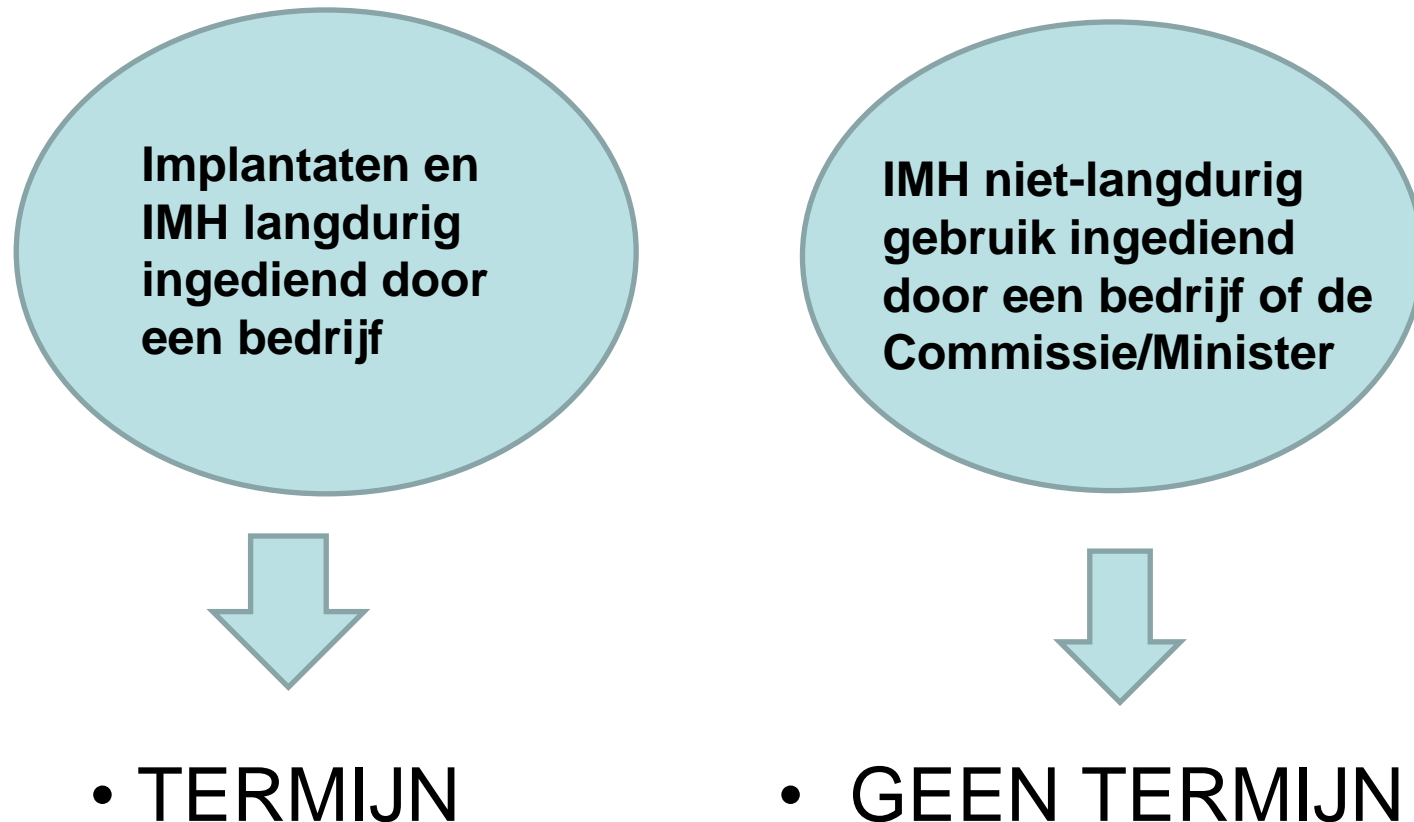 Implantaten en
IMH langdurig
ingediend door
een bedrijf
IMH niet-langdurig
gebruik ingediend
door een bedrijf of de
Commissie/Minister
• TERMIJN
• GEEN TERMIJN